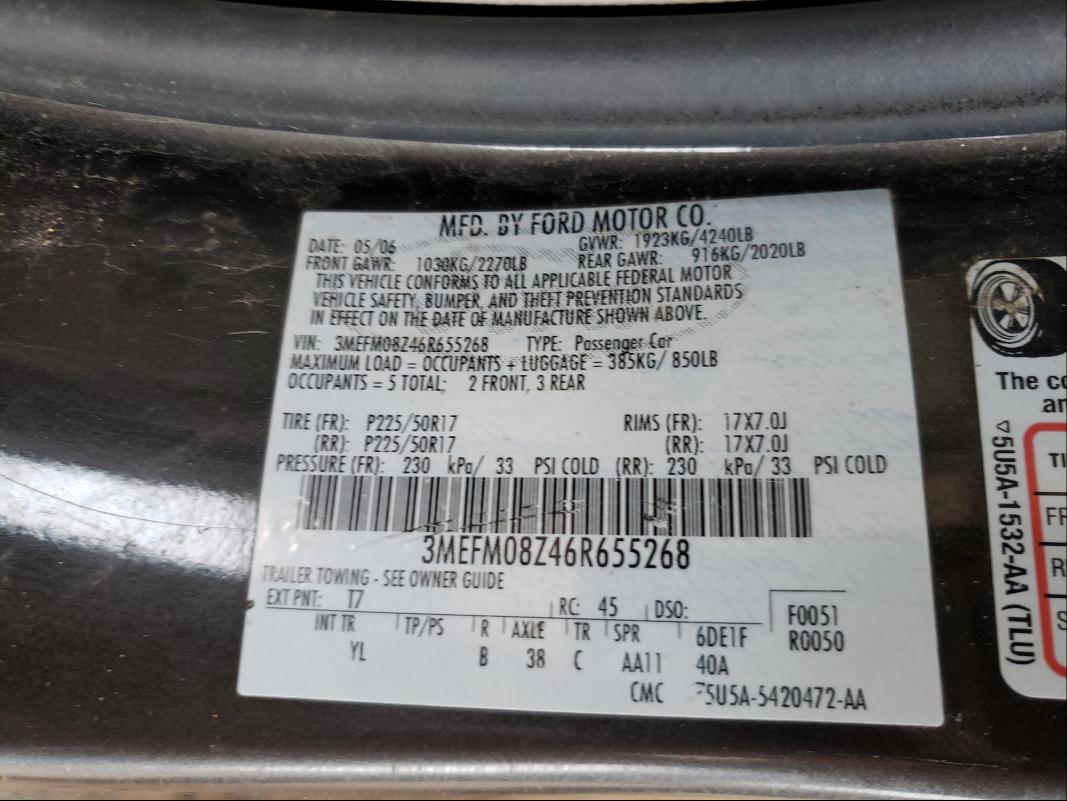 MFD. BY FORD MOTOR CO.
DATE: 05/06 GVWR: 1923KG/4240LB
FRONT GAWR: 1030KG/2270LB REAR GAWR: 916KG/2020LB
THIS VEHICLE CONFORMS TO ALL APPLICABLE FEDERAL MOTOR
VEHICLE SAFETY, BUMPER, AND THEFT PREVENTION STANDARDS
IN EFFECT ON THE DATE OF MANUFACTURE SHOWN ABOVE.
VIN: 3MEFM08Z46R655268 TYPE: Passenger Car
MAXIMUM LOAD = OCCUPANTS + LUGGAGE = 385KG/ 850LB
OCCUPANTS = 5 TOTAL; 2 FRONT, 3 REAR
TIRE (FR): P225/50R17 RIMS (FR): 17X7.0J
(RR): P225/50R17 (RR): 17X7.0J
PRESSURE (FR): 230 kPa/ 33 PSI COLD (RR): 230 kPa/ 33 PSI COLD
3MEFM08Z46R655268
TRAILER TOWING - SEE OWNER GUIDE
EXT PNT: T7 RC: 45 DSO: F0051
INT TR TP/PS R AXLE TR SPR 6DE1F R0050
YL B 38 C AA11 40A
CMC 5U5A-5420472-AA
The
5U5A-1532-AA (TLU)